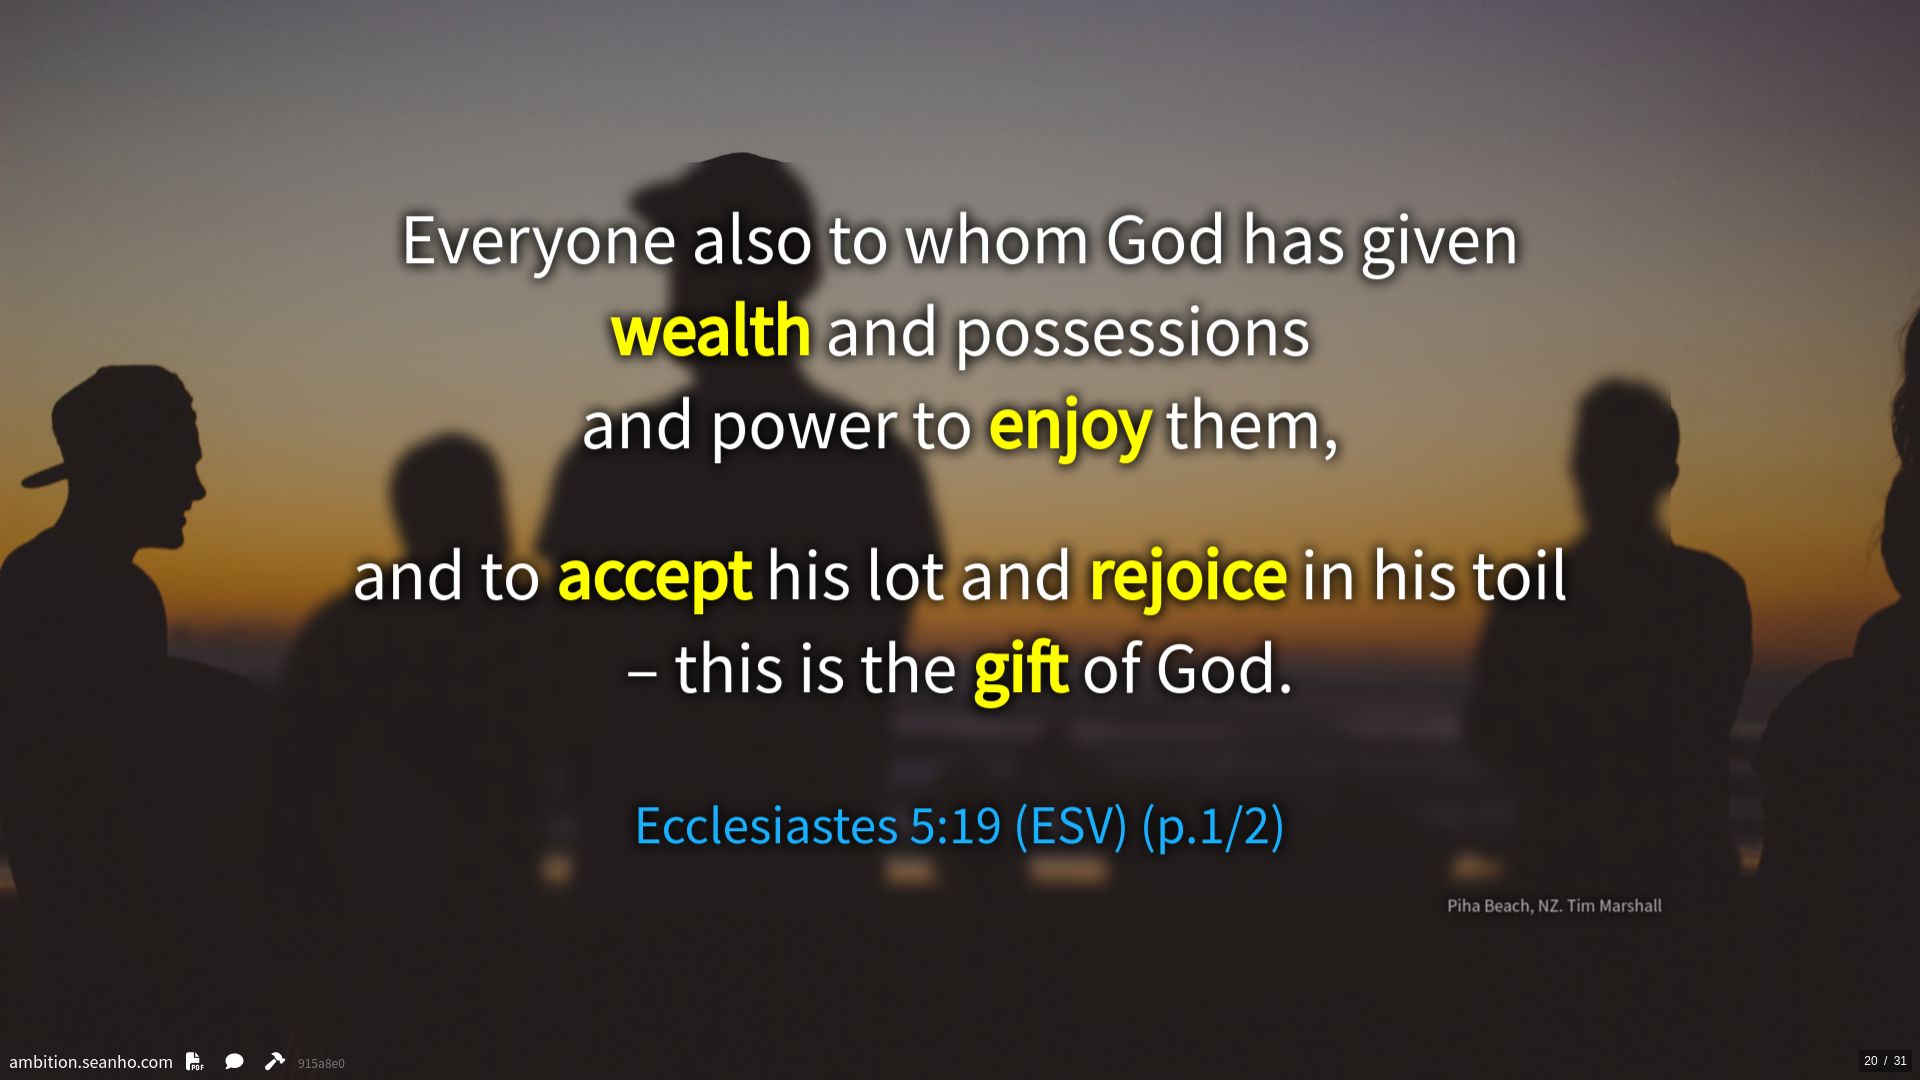 Everyone also to whom God has given
wealth and possessions
and power to enjoy them,
and to accept his lot and rejoice in his toil
– this is the gift of God.
Ecclesiastes 5:19 (ESV) (p.1/2)
Piha Beach, NZ. Tim Marshall
ambition.seanho.com PDF 915a8e0
20 / 31